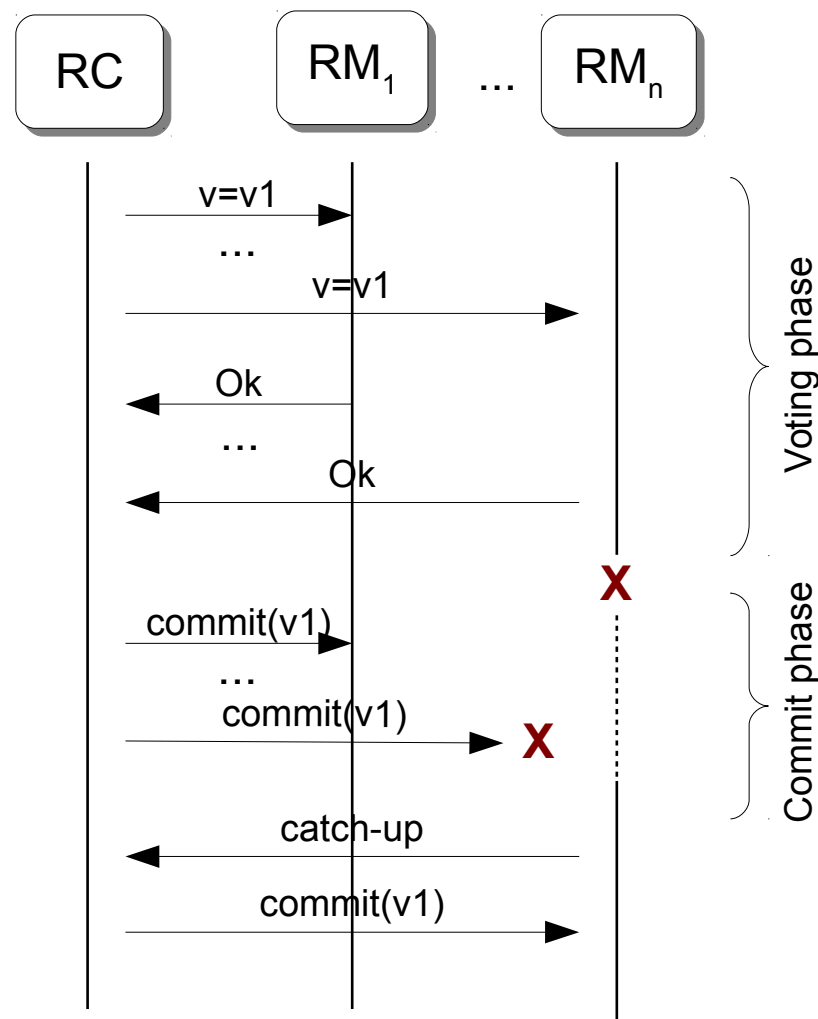 RC RM₁ ... RMₙ
v=v1
...
v=v1
Ok
...
Ok
X
commit(v1)
...
commit(v1) X
catch-up
commit(v1)
Voting phase
Commit phase